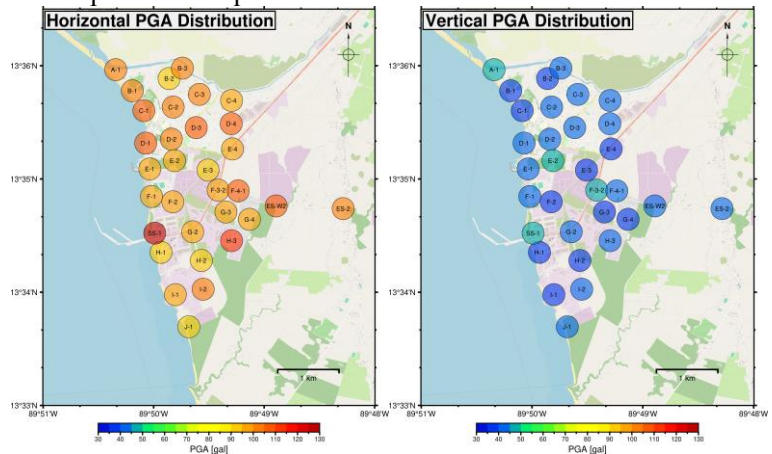 Horizontal PGA Distribution
N
13°36'N
13°35'N
13°34'N
13°33'N
89°51'N
89°50'N
89°49'N
89°48'N
A-1
B-3
B-2
B-1
C-3
C-4
C-1
C-2
D-3
D-4
D-1
D-2
E-4
E-2
E-1
E-3
F-3-2
F-4-1
F-1
F-2
ES-W2
ES-2
G-3
G-4
SS-1
G-2
H-3
H-1
H-2
I-1
I-2
J-1
1 km
30 40 50 60 70 80 90 100 110 120 130
PGA [gal]
Vertical PGA Distribution
N
13°36'N
13°35'N
13°34'N
13°33'N
89°51'N
89°50'N
89°49'N
89°48'N
A-1
B-3
B-2
B-1
C-3
C-4
C-1
C-2
D-3
D-4
D-1
D-2
E-4
E-2
E-1
E-3
F-3-2
F-4-1
F-1
F-2
ES-W2
ES-2
G-3
G-4
SS-1
G-2
H-3
H-1
H-2
I-1
I-2
J-1
1 km
30 40 50 60 70 80 90 100 110 120 130
PGA [gal]